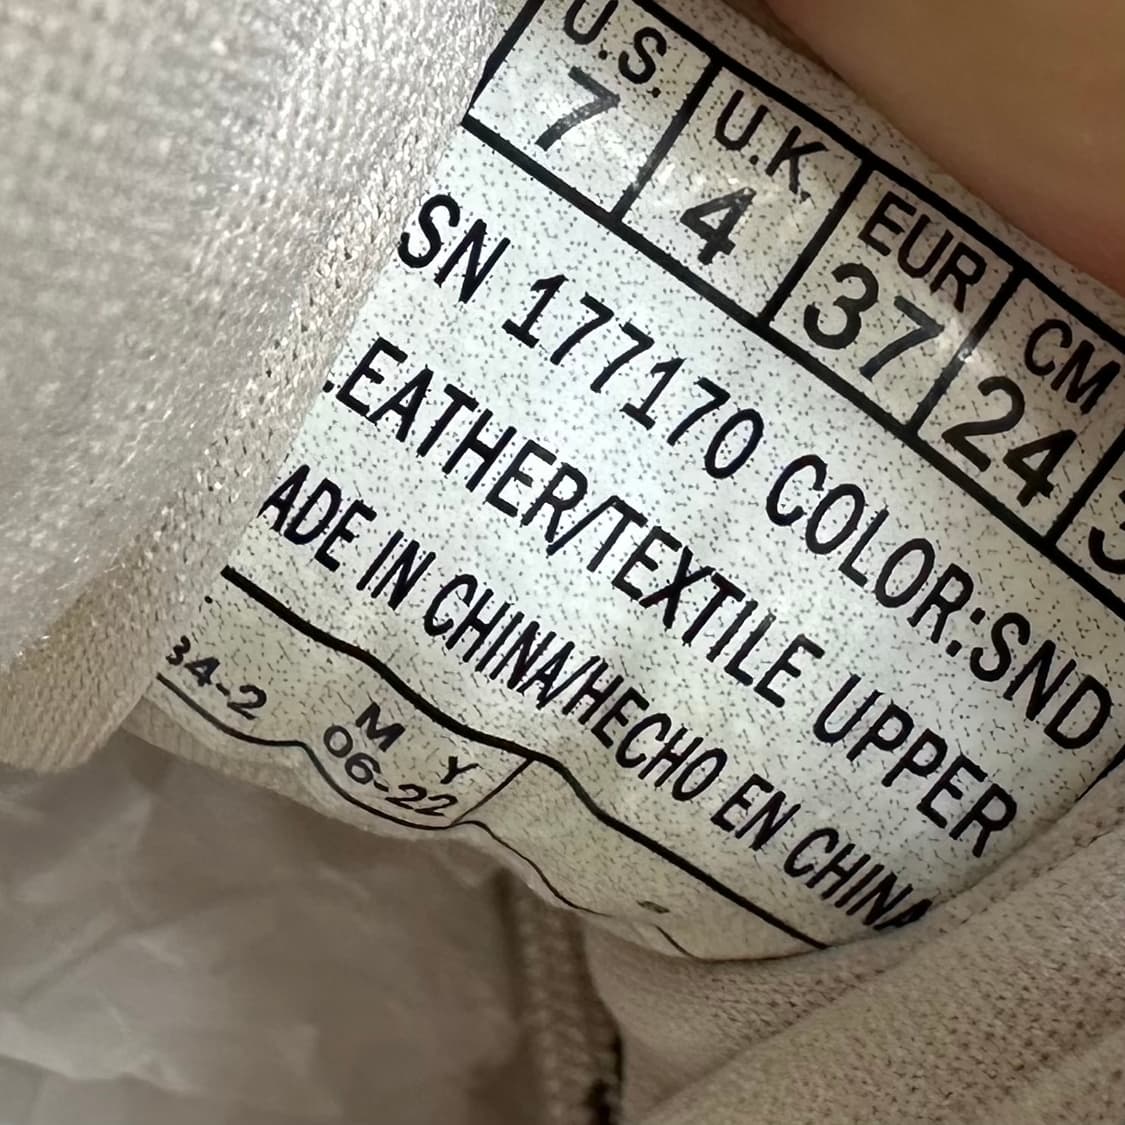 U.S. U.K. EUR CM
7 4 37 24
SN 177170 COLOR:SND
LEATHER/TEXTILE UPPER
ADE IN CHINA/HECHO EN CHINA
34-2
M Y
06-22